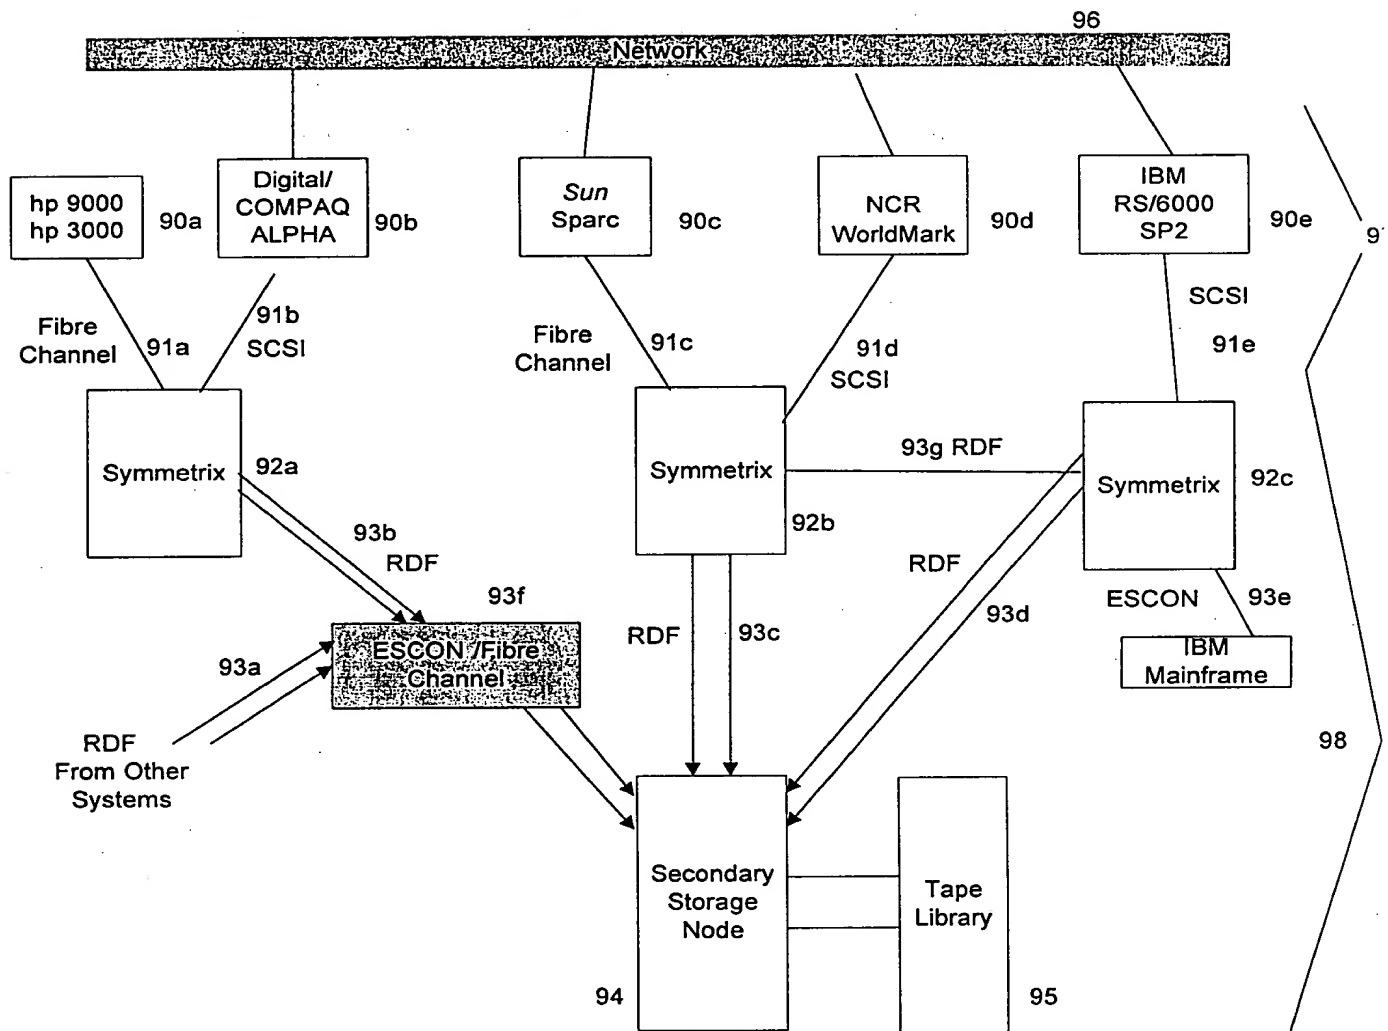 96
Network
hp 9000
hp 3000
90a
Digital/
COMPAQ
ALPHA
90b
Sun
Sparc
90c
NCR
WorldMark
90d
IBM
RS/6000
SP2
90e
Fibre
Channel
91a
91b
SCSI
Fibre
Channel
91c
91d
SCSI
SCSI
91e
Symmetrix
92a
Symmetrix
92b
93g RDF
Symmetrix
92c
93b
RDF
93f
ESCON /Fibre
Channel
93a
RDF
From Other
Systems
RDF
93c
RDF
93d
ESCON
93e
IBM
Mainframe
98
Secondary
Storage
Node
94
Tape
Library
95